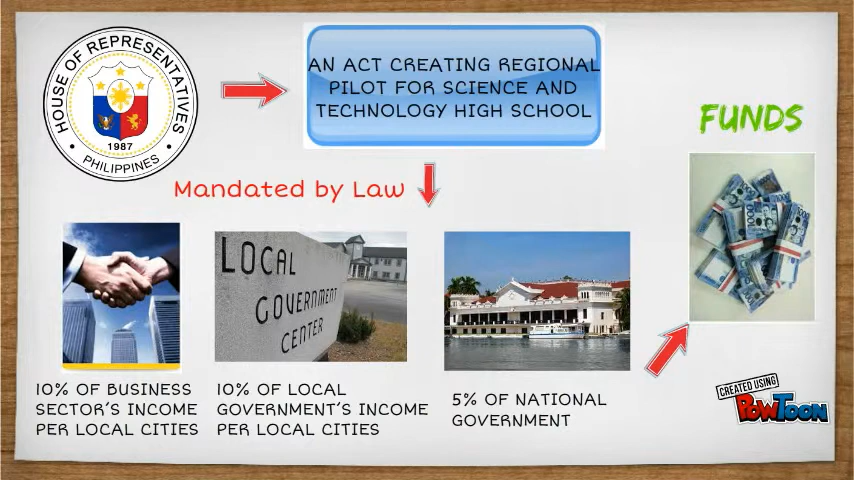 HOUSE OF REPRESENTATIVES
1987
PHILIPPINES
AN ACT CREATING REGIONAL
PILOT FOR SCIENCE AND
TECHNOLOGY HIGH SCHOOL
FUNDS
Mandated by Law
LOCAL
GOVERNMENT
CENTER
10% OF BUSINESS
SECTOR'S INCOME
PER LOCAL CITIES
10% OF LOCAL
GOVERNMENT'S INCOME
PER LOCAL CITIES
5% OF NATIONAL
GOVERNMENT
CREATED USING
POWTOON